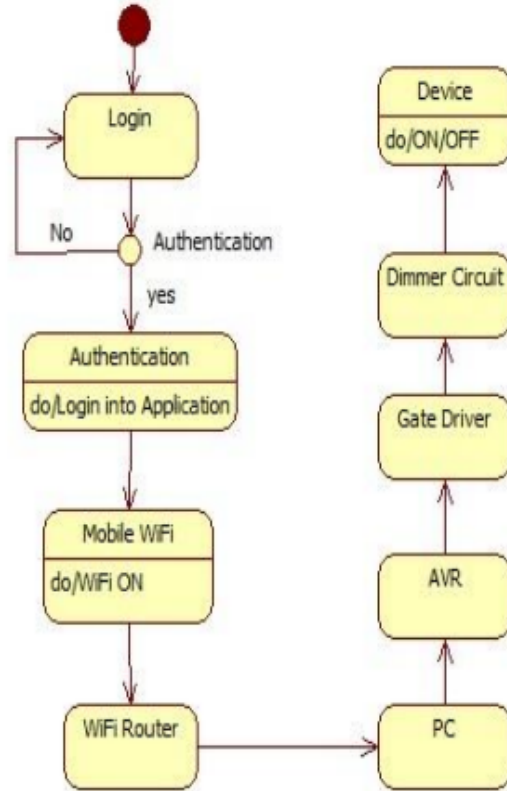 Login
No
Authentication
yes
Authentication
do/Login into Application
Mobile WiFi
do/WiFi ON
WiFi Router
PC
AVR
Gate Driver
Dimmer Circuit
Device
do/ON/OFF